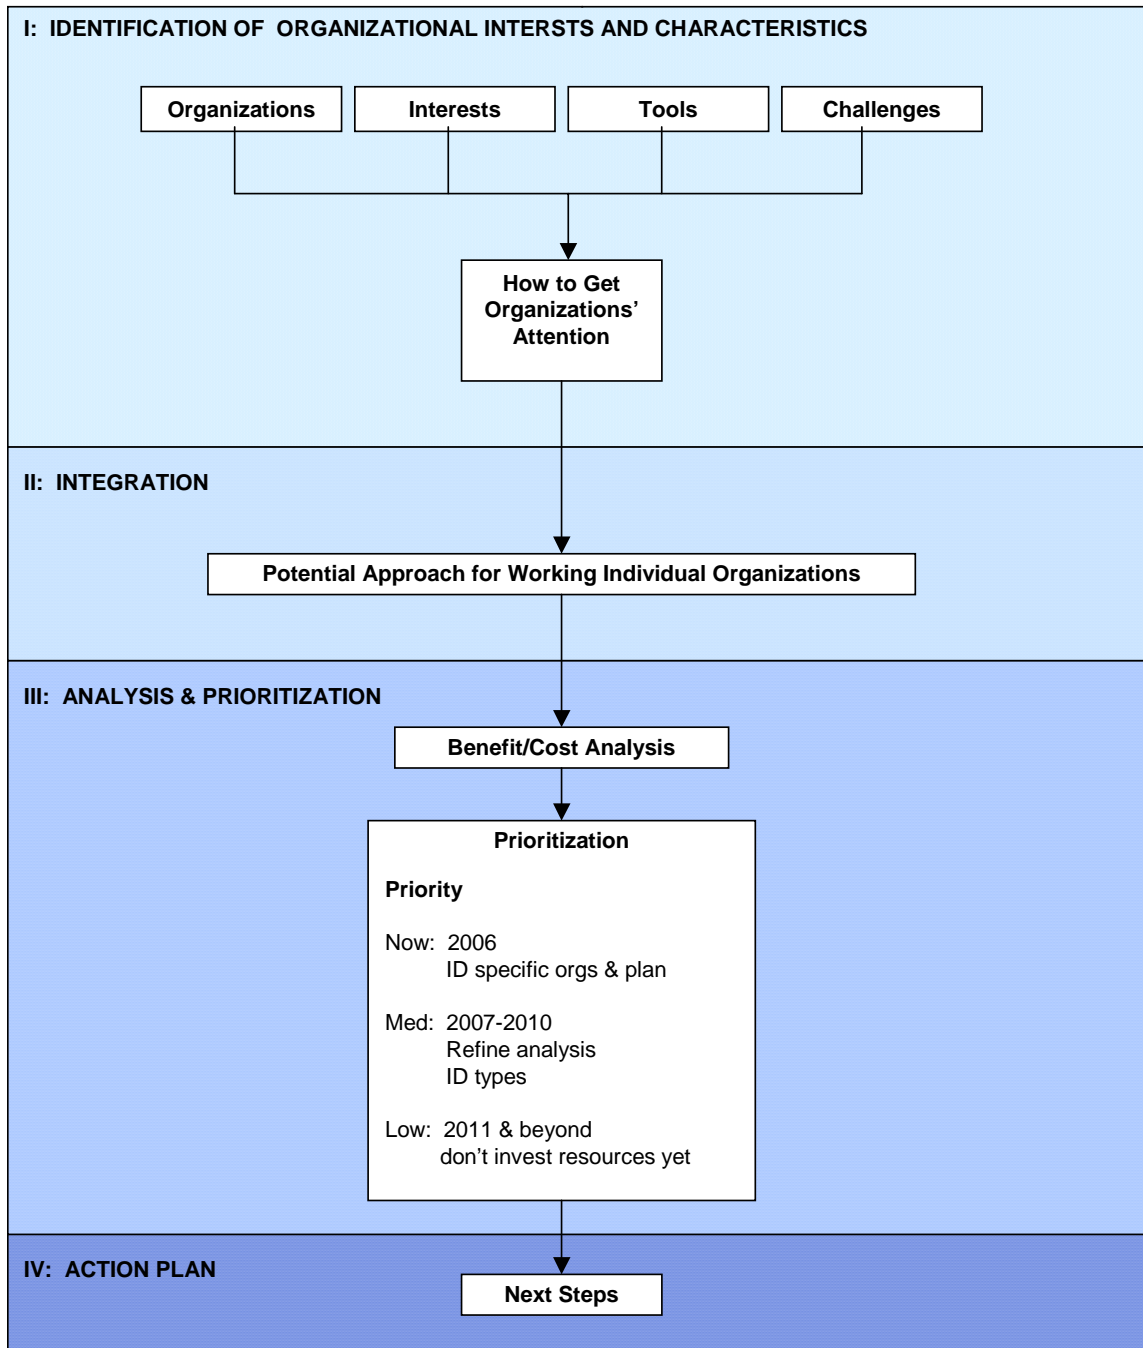 I: IDENTIFICATION OF ORGANIZATIONAL INTERSTS AND CHARACTERISTICS
Organizations
Interests
Tools
Challenges
How to Get
Organizations’
Attention
II: INTEGRATION
Potential Approach for Working Individual Organizations
III: ANALYSIS & PRIORITIZATION
Benefit/Cost Analysis
Prioritization
Priority
Now: 2006
ID specific orgs & plan
Med: 2007-2010
Refine analysis
ID types
Low: 2011 & beyond
don’t invest resources yet
IV: ACTION PLAN
Next Steps